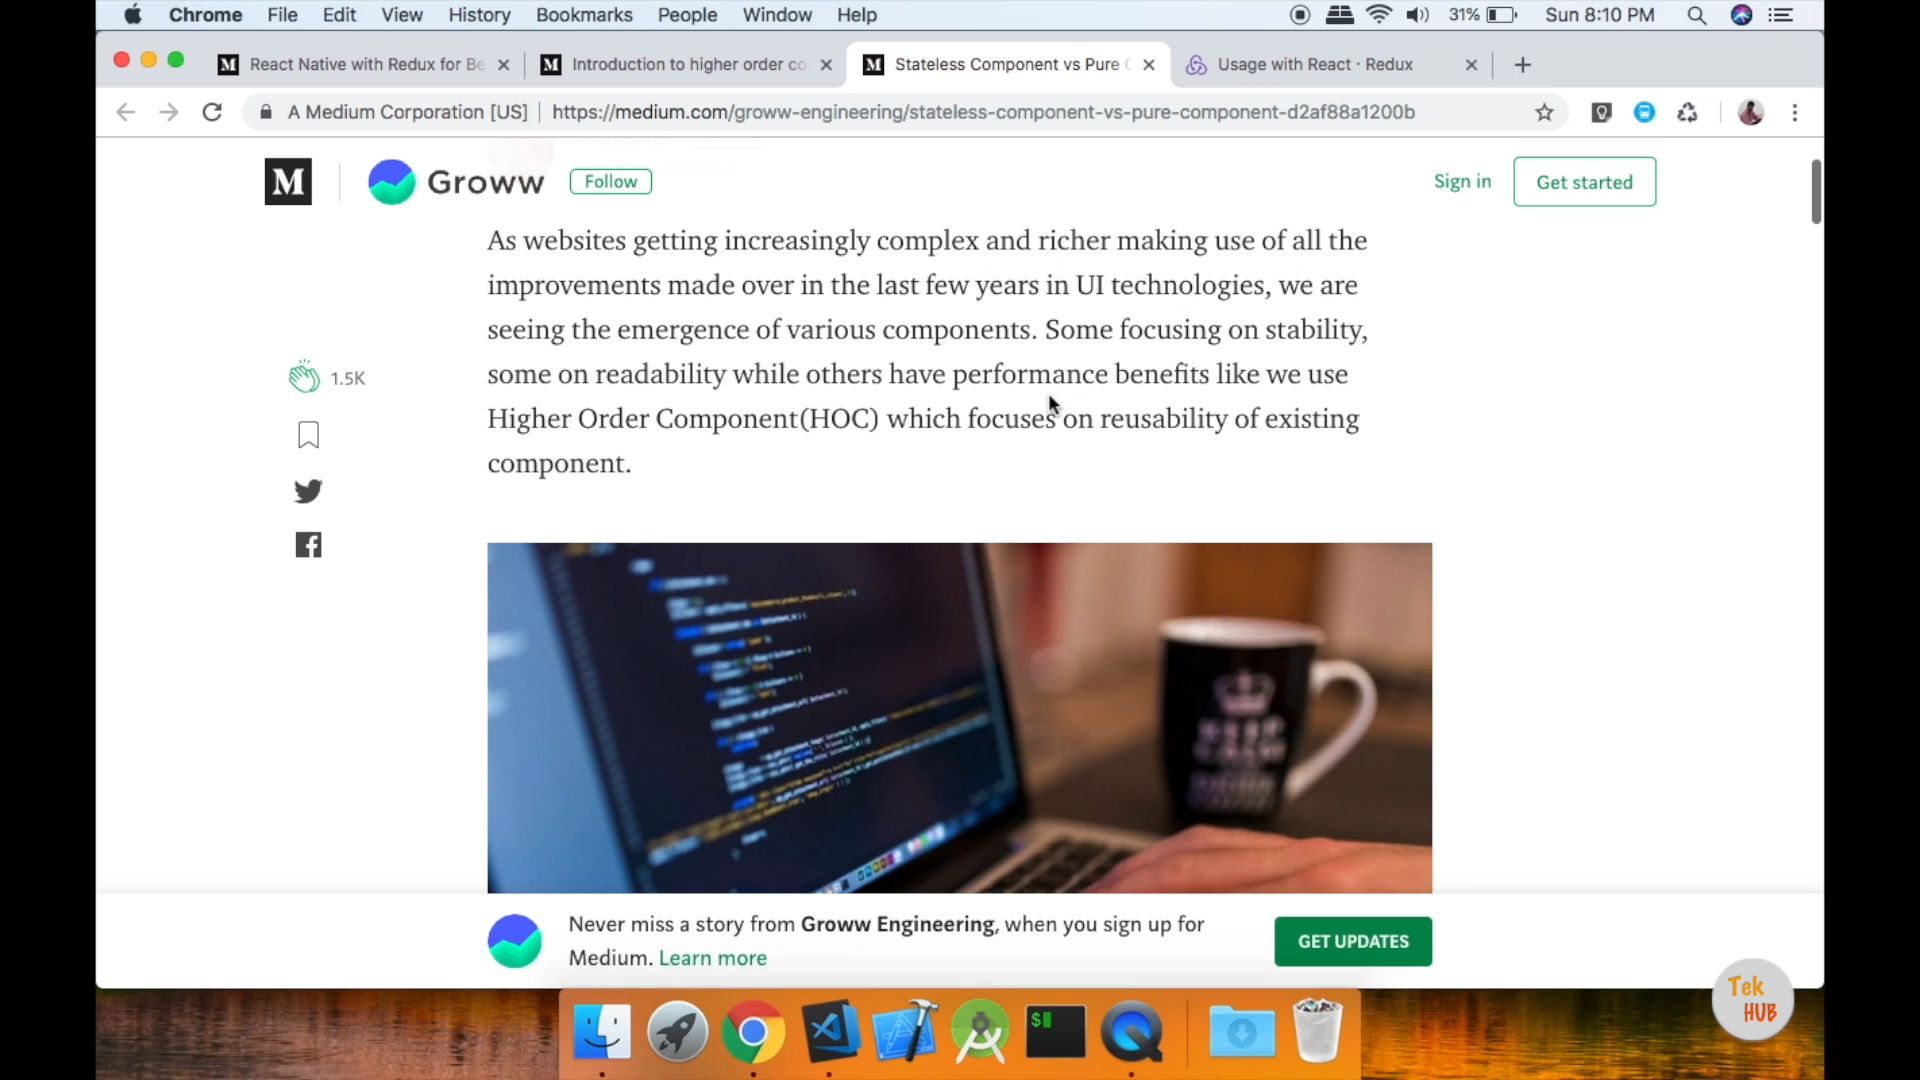 Chrome File Edit View History Bookmarks People Window Help 31% Sun 8:10 PM
React Native with Redux for Be
Introduction to higher order co
Stateless Component vs Pure
Usage with React · Redux
A Medium Corporation [US] | https://medium.com/groww-engineering/stateless-component-vs-pure-component-d2af88a1200b
M Groww Follow Sign in Get started
As websites getting increasingly complex and richer making use of all the
improvements made over in the last few years in UI technologies, we are
seeing the emergence of various components. Some focusing on stability,
some on readability while others have performance benefits like we use
Higher Order Component(HOC) which focuses on reusability of existing
component.
1.5K
KEEP
CALM
Never miss a story from Groww Engineering, when you sign up for
Medium. Learn more
GET UPDATES
Tek
HUB